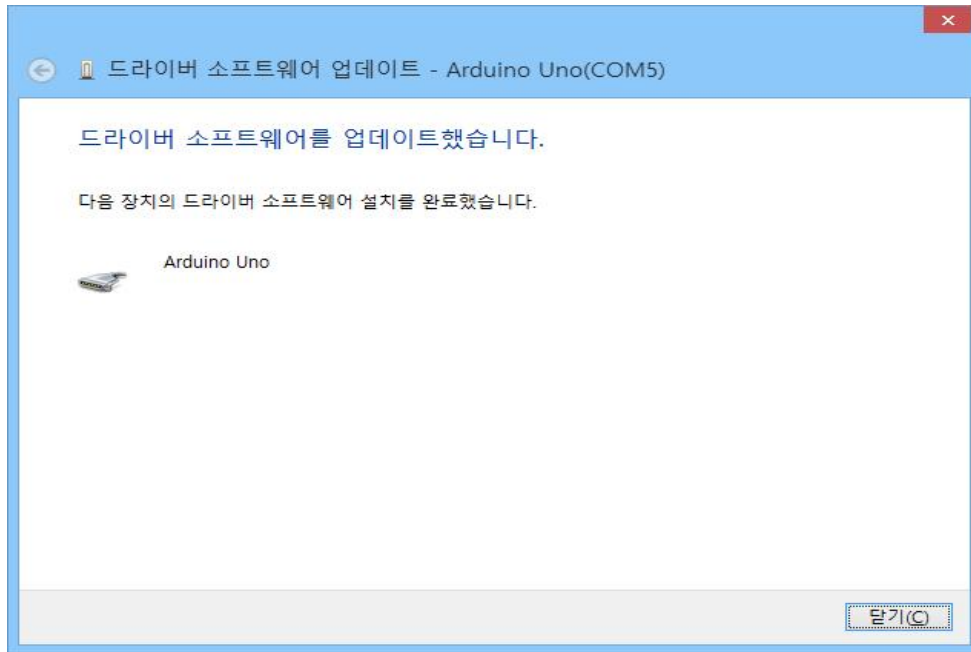 드라이버 소프트웨어 업데이트 - Arduino Uno(COM5)
드라이버 소프트웨어를 업데이트했습니다.
다음 장치의 드라이버 소프트웨어 설치를 완료했습니다.
Arduino Uno
닫기(C)